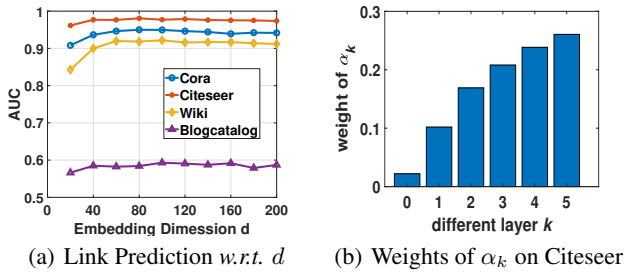 1
0.9
0.8
0.7
0.6
0.5
AUC
Cora
Citeseer
Wiki
Blogcatalog
0 40 80 120 160 200
Embedding Dimession d
(a) Link Prediction w.r.t. d
0.3
0.2
0.1
0
weight of αk
0 1 2 3 4 5
different layer k
(b) Weights of αk on Citeseer